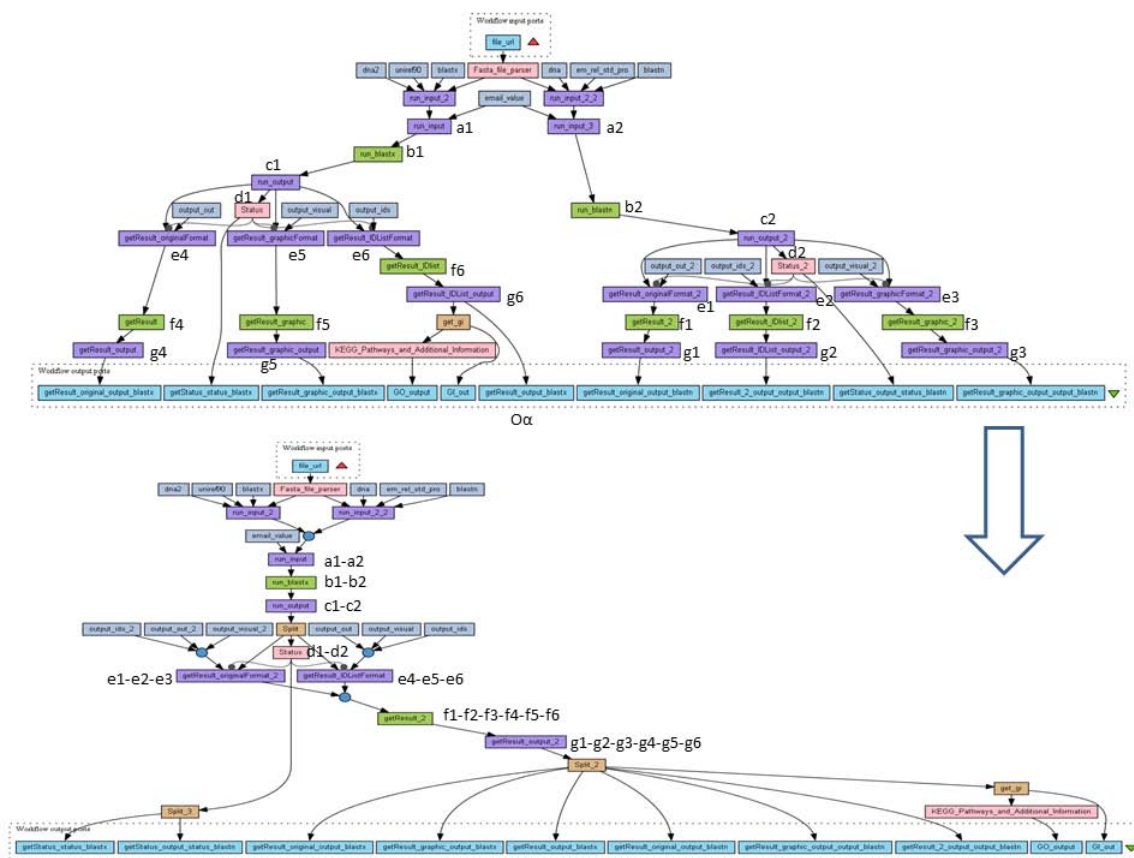 Workflow input ports
file_url
dna2 uniref90 blastx Fasta_file_parser dna em_rel_std_pro blastn
run_input_2 email_value run_input_2_2
run_input a1 run_input_3 a2
run_blastx b1
c1
run_output
d1
output_out Status output_visual output_ids run_blastn b2
c2
getResult_originalFormat getResult_graphicFormat getResult_IDListFormat run_output_2
e4 e5 e6 d2
getResult_IDlist f6 output_out_2 output_ids_2 Status_2 output_visual_2
getResult_IDList_output g6 getResult_originalFormat_2 e1 getResult_IDListFormat_2 e2 getResult_graphicFormat_2 e3
getResult f4 getResult_graphic f5 get_gi getResult_2 f1 getResult_IDlist_2 f2 getResult_graphic_2 f3
getResult_output g4 getResult_graphic_output KEGG_Pathways_and_Additional_Information getResult_output_2 g1 getResult_IDList_output_2 g2 getResult_graphic_output_2 g3
g5
Workflow output ports
getResult_original_output_blastx getStatus_status_blastx getResult_graphic_output_blastx GO_output GI_out getResult_output_blastx getResult_original_output_blastn getResult_2_output_output_blastn getStatus_output_status_blastn getResult_graphic_output_output_blastn
Οα
Workflow input ports
file_url
dna2 uniref90 blastx Fasta_file_parser dna em_rel_std_pro blastn
run_input_2 run_input_2_2
email_value
run_input a1-a2
run_blastx b1-b2
run_output c1-c2
output_ids_2 output_out_2 output_visual_2 Split output_out output_visual output_ids
Status d1-d2
e1-e2-e3 getResult_originalFormat_2 getResult_IDListFormat e4-e5-e6
getResult_2 f1-f2-f3-f4-f5-f6
getResult_output_2 g1-g2-g3-g4-g5-g6
Split_2
get_gi
Split_3 KEGG_Pathways_and_Additional_Information
Workflow output ports
getStatus_status_blastx getStatus_output_status_blastn getResult_original_output_blastx getResult_graphic_output_blastx getResult_output_blastx getResult_original_output_blastn getResult_graphic_output_output_blastn getResult_2_output_output_blastn GO_output GI_out